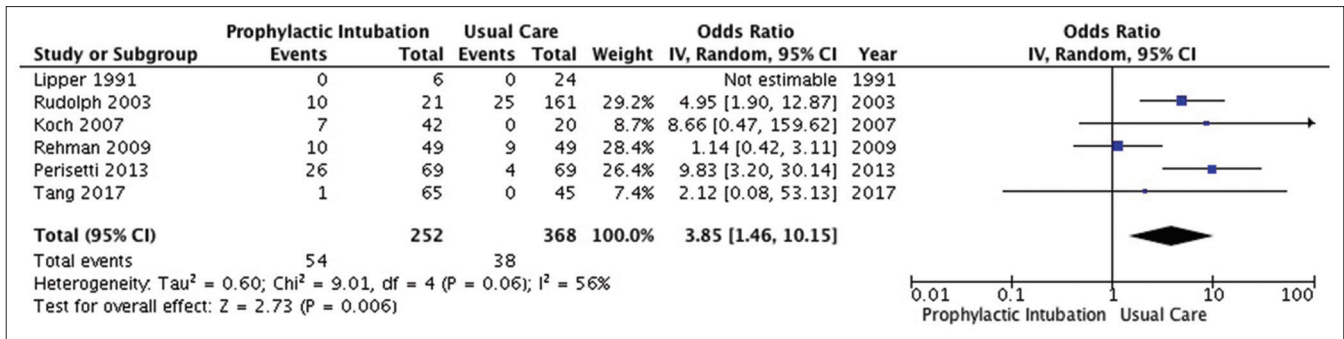 Prophylactic Intubation Usual Care Odds Ratio Odds Ratio
Study or Subgroup Events Total Events Total Weight IV, Random, 95% CI Year IV, Random, 95% CI
Lipper 1991 0 6 0 24 Not estimable 1991
Rudolph 2003 10 21 25 161 29.2% 4.95 [1.90, 12.87] 2003
Koch 2007 7 42 0 20 8.7% 8.66 [0.47, 159.62] 2007
Rehman 2009 10 49 9 49 28.4% 1.14 [0.42, 3.11] 2009
Perisetti 2013 26 69 4 69 26.4% 9.83 [3.20, 30.14] 2013
Tang 2017 1 65 0 45 7.4% 2.12 [0.08, 53.13] 2017
Total (95% CI) 252 368 100.0% 3.85 [1.46, 10.15]
Total events 54 38
Heterogeneity: Tau² = 0.60; Chi² = 9.01, df = 4 (P = 0.06); I² = 56%
Test for overall effect: Z = 2.73 (P = 0.006)
0.01 0.1 1 10 100
Prophylactic Intubation Usual Care